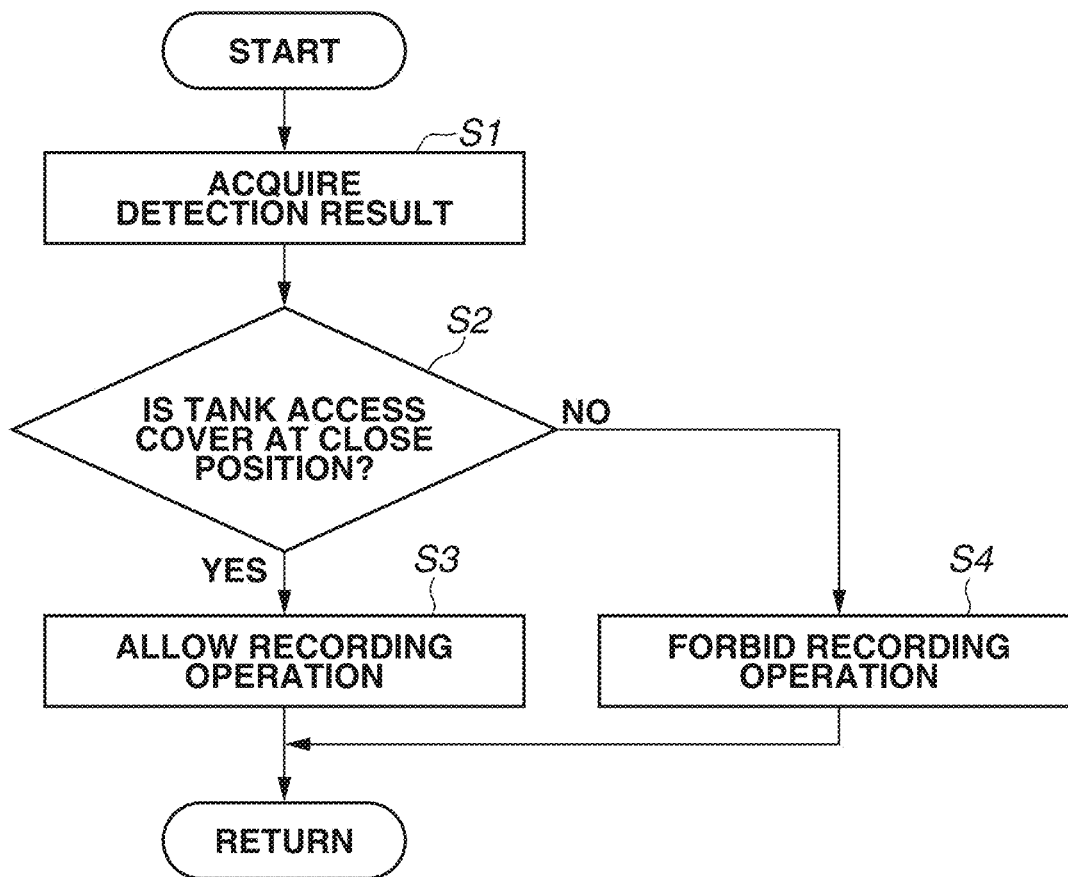 START
S1
ACQUIRE
DETECTION RESULT
S2
IS TANK ACCESS
COVER AT CLOSE
POSITION?
NO
YES
S3
ALLOW RECORDING
OPERATION
S4
FORBID RECORDING
OPERATION
RETURN